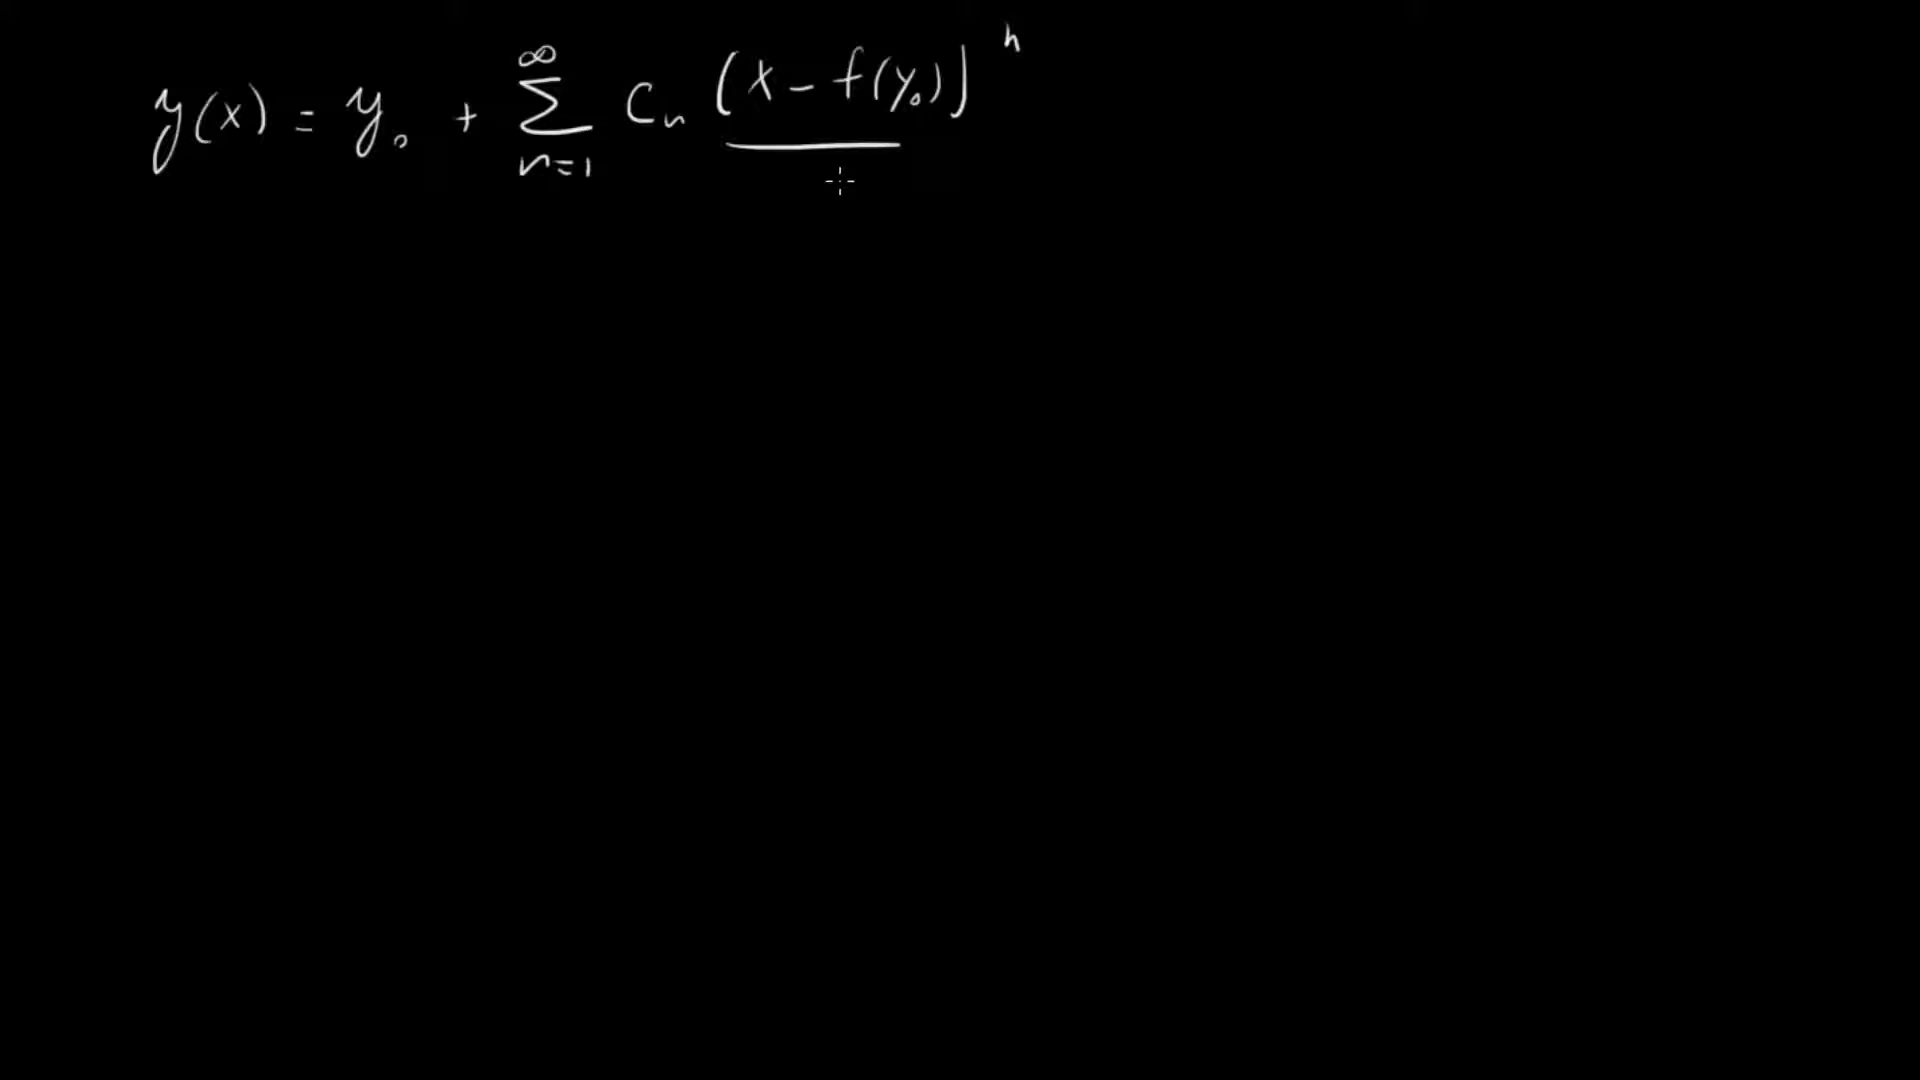 y(x) = y₀ + ∑_{n=1}^{∞} Cₙ (x – f(y₀))ⁿ